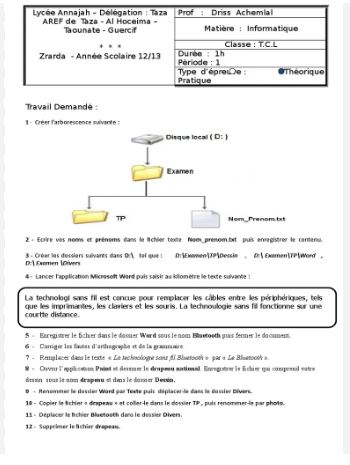 Lycée Annajah – Délégation : Taza
AREF de Taza - Al Hoceima –
Taounate - Guercif
* * *
Zrarda - Année Scolaire 12/13
Prof : Driss Achemlal
Matière : Informatique
Classe : T.C.L
Durée : 1h
Période : 1
Type d'épreuve : Théorique
Pratique
Travail Demandé :
1 - Créer l'arborescence suivante :
Disque local ( D: )
Examen
TP
Nom_Prenom.txt
2 - Ecrire vos noms et prénoms dans le fichier texte Nom_prenom.txt puis enregistrer le contenu.
3 - Créer les dossiers suivants dans D:\, tel que : D:\Examen\TP\Dessin , D:\ Examen\TP\Word ,
D:\ Examen \Divers
4 - Lancer l'application Microsoft Word puis saisir au kilomètre le texte suivante :
La technologi sans fil est concue pour remplacer les câbles entre les périphériques, tels
que les imprimantes, les claviers et les souris. La technoulogie sans fil fonctionne sur une
courtte distance.
5 - Enregistrer le fichier dans le dossier Word sous le nom Bluetooth puis fermer le document.
6 - Corriger les fautes d'orthographe et de la grammaire.
7 - Remplacer dans le texte « La technologie sans fil Bluetooth » par « Le Bluetooth ».
8 - Ouvrez l'application Paint et dessiner le drapeau national. Enregistrer le fichier qui comprend votre
dessin sous le nom drapeau et dans le dossier Dessin.
9 - Renommer le dossier Word par Texte puis déplacer-le dans le dossier Divers.
10 - Copier le fichier « drapeau » et coller-le dans le dossier TP , puis renommer-le par photo.
11 - Déplacer le fichier Bluetooth dans le dossier Divers.
12 - Supprimer le fichier drapeau.